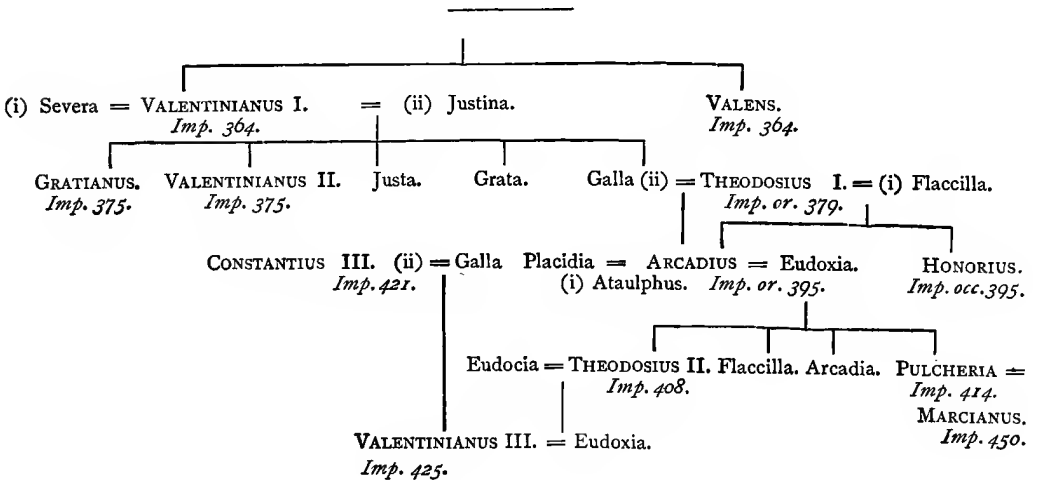 (i) Severa = VALENTINIANUS I. = (ii) Justina. VALENS.
Imp. 364. Imp. 364.
GRATIANUS. VALENTINIANUS II. Justa. Grata. Galla (ii) = THEODOSIUS I. = (i) Flaccilla.
Imp. 375. Imp. 375. Imp. or. 379.
CONSTANTIUS III. (ii) = Galla Placidia = ARCADIUS = Eudoxia. HONORIUS.
Imp. 421. (i) Ataulphus. Imp. or. 395. Imp. occ. 395.
Eudocia = THEODOSIUS II. Flaccilla. Arcadia. PULCHERIA =
Imp. 408. Imp. 414.
MARCIANUS.
VALENTINIANUS III. = Eudoxia. Imp. 450.
Imp. 425.